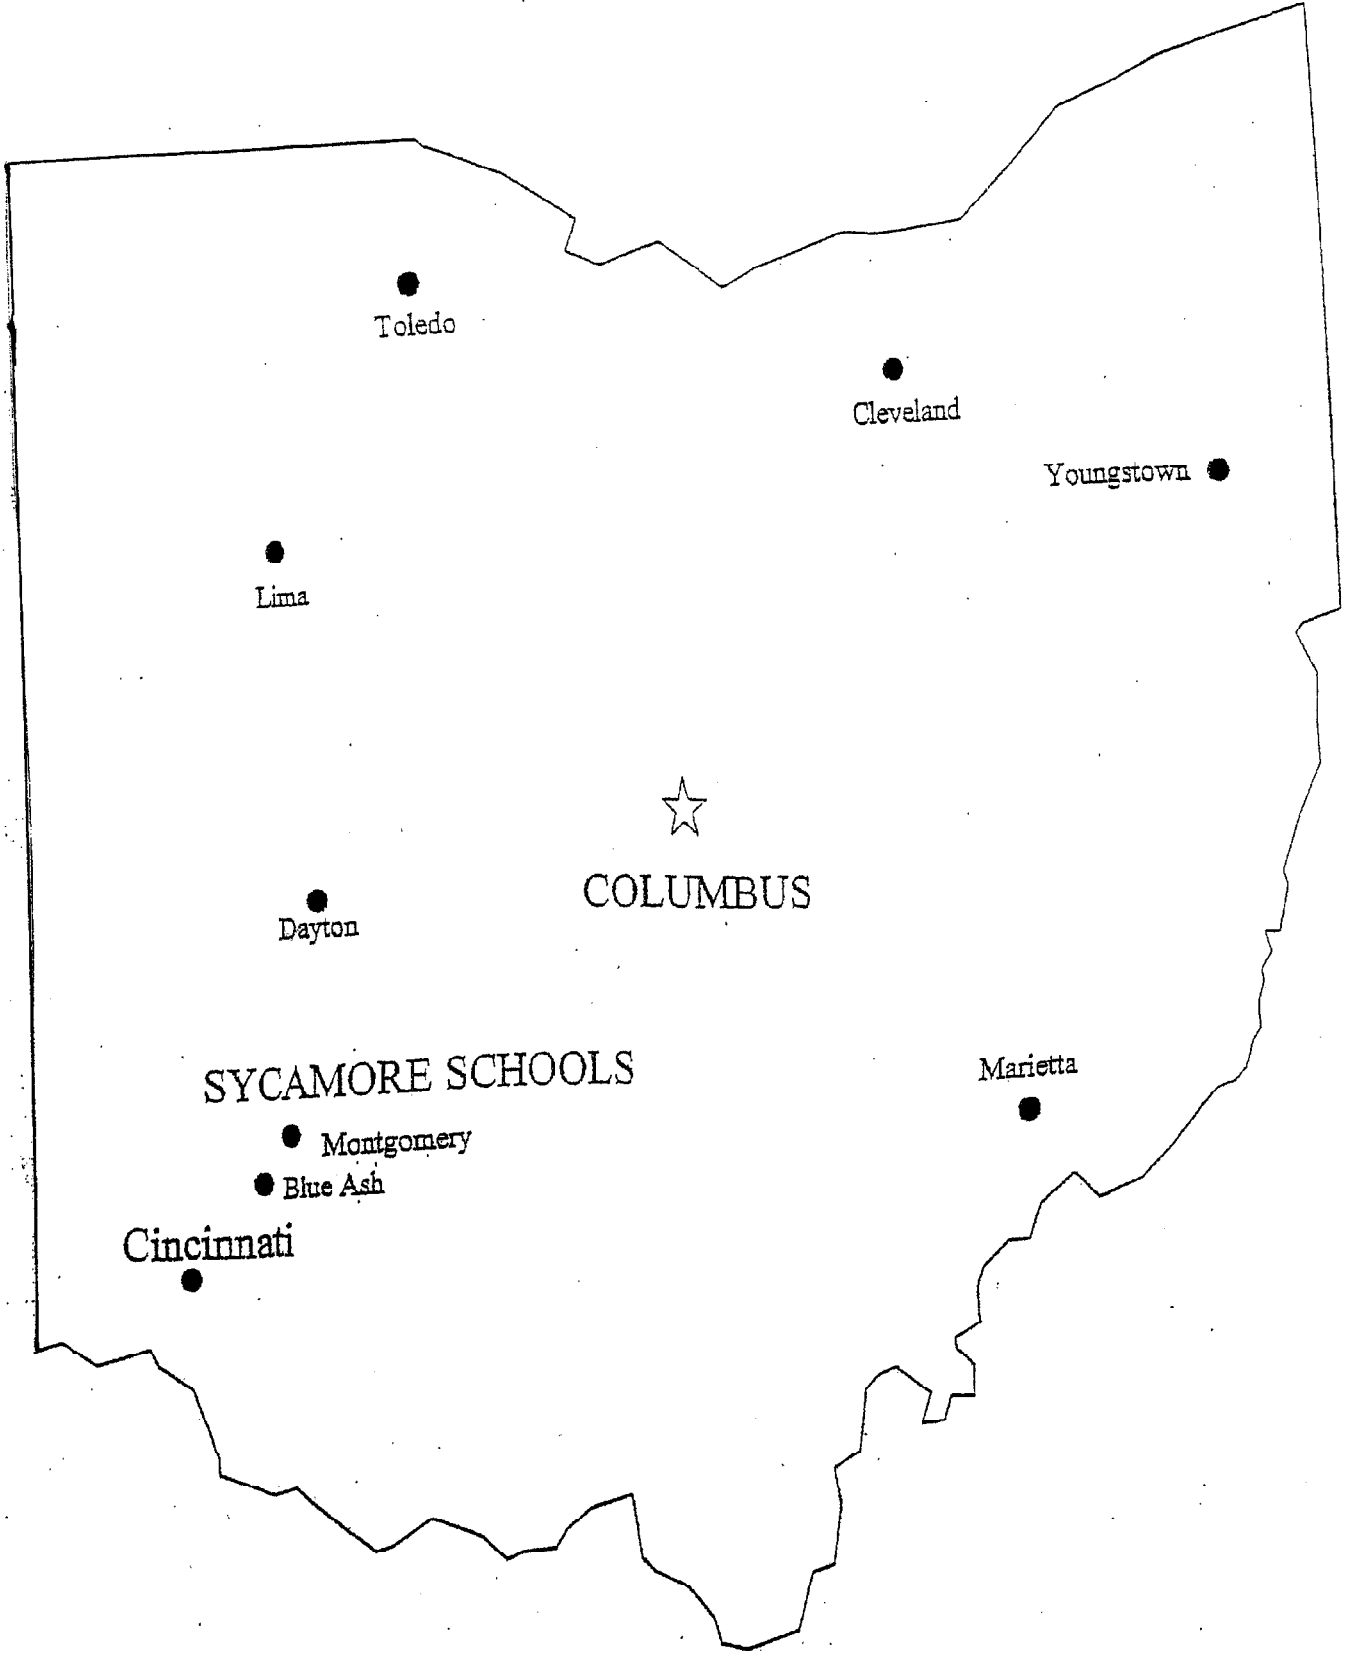 Toledo
Cleveland
Youngstown
Lima
COLUMBUS
Dayton
SYCAMORE SCHOOLS
Marietta
Montgomery
Blue Ash
Cincinnati